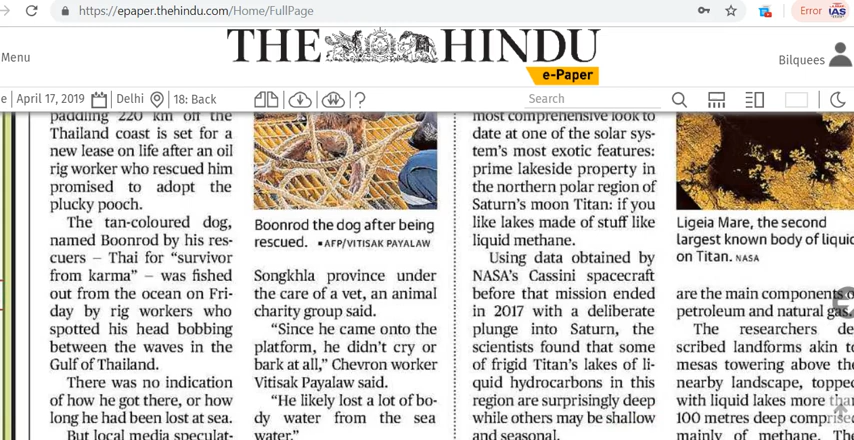 https://epaper.thehindu.com/Home/FullPage
Error
IAS
Menu
THE HINDU
e-Paper
Bilquees
e | April 17, 2019
Delhi
18: Back
Search
paddling 220 km off the
Thailand coast is set for a
new lease on life after an oil
rig worker who rescued him
promised to adopt the
plucky pooch.
The tan-coloured dog,
named Boonrod by his res-
cuers – Thai for “survivor
from karma” – was fished
out from the ocean on Fri-
day by rig workers who
spotted his head bobbing
between the waves in the
Gulf of Thailand.
There was no indication
of how he got there, or how
long he had been lost at sea.
But local media speculat-
Boonrod the dog after being
rescued. ▪ AFP/VITISAK PAYALAW
Songkhla province under
the care of a vet, an animal
charity group said.
“Since he came onto the
platform, he didn’t cry or
bark at all,” Chevron worker
Vitisak Payalaw said.
“He likely lost a lot of bo-
dy water from the sea
water.”
most comprehensive look to
date at one of the solar sys-
tem’s most exotic features:
prime lakeside property in
the northern polar region of
Saturn’s moon Titan: if you
like lakes made of stuff like
liquid methane.
Using data obtained by
NASA’s Cassini spacecraft
before that mission ended
in 2017 with a deliberate
plunge into Saturn, the
scientists found that some
of frigid Titan’s lakes of li-
quid hydrocarbons in this
region are surprisingly deep
while others may be shallow
and seasonal.
Ligeia Mare, the second
largest known body of liquid
on Titan. NASA
are the main components o
petroleum and natural gas.
The researchers de-
scribed landforms akin to
mesas towering above the
nearby landscape, topped
with liquid lakes more than
100 metres deep comprised
mainly of methane. The